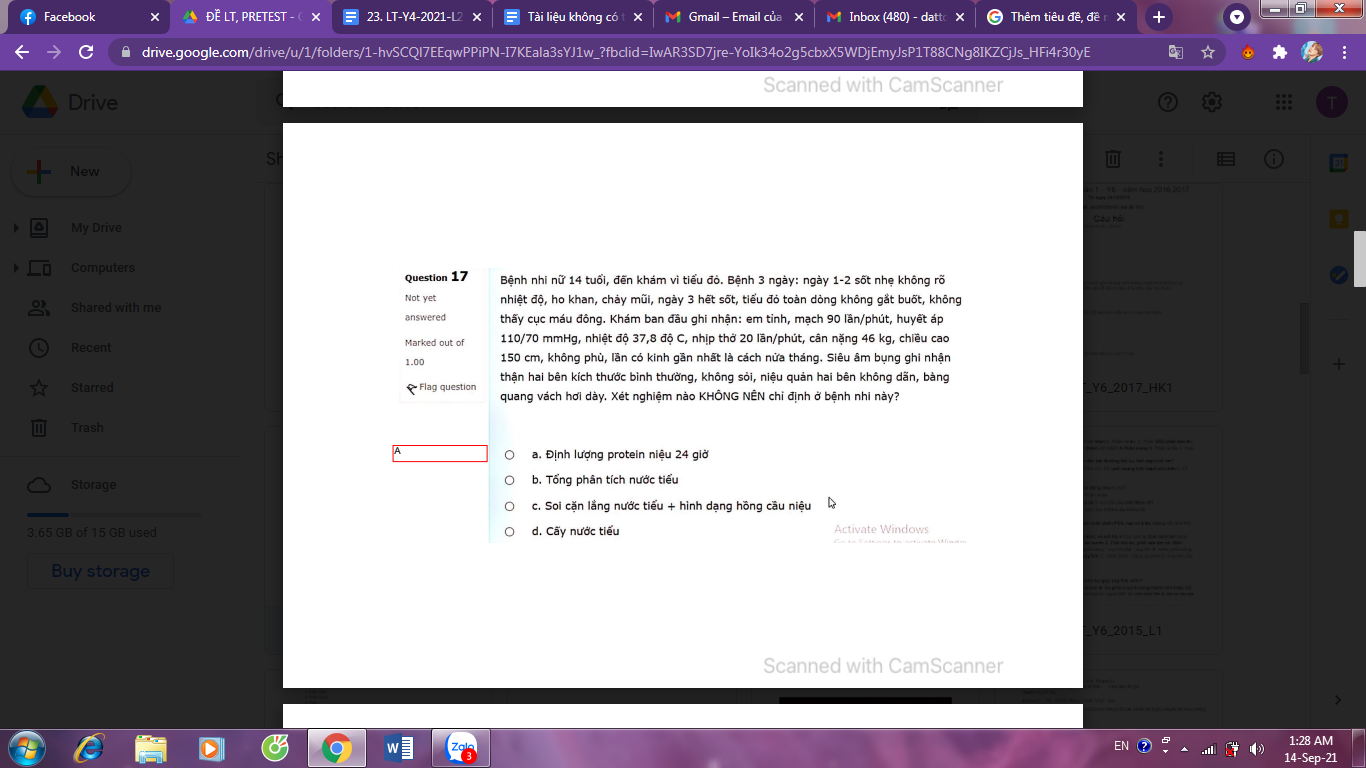 Facebook
ĐỀ LT, PRETEST - G
23. LT-Y4-2021-L2
Tài liệu không có t
Gmail – Email của
Inbox (480) - datto
Thêm tiêu đề, đề r
drive.google.com/drive/u/1/folders/1-hvSCQl7EEqwPPiPN-I7KEala3sYJ1w_?fbclid=IwAR3SD7jre-YoIk34o2g5cbxX5WDjEmyJsP1T88CNg8IKZCjJs_HFi4r30yE
Scanned with CamScanner
Drive
T
New
Sh
My Drive
Computers
Shared with me
Recent
Starred
Trash
Storage
3.65 GB of 15 GB used
Buy storage
Câu hỏi
T_Y6_2017_HK1
T_Y6_2015_L1
Question 17
Not yet
answered
Marked out of
1.00
Flag question
Bệnh nhi nữ 14 tuổi, đến khám vì tiểu đỏ. Bệnh 3 ngày: ngày 1-2 sốt nhẹ không rõ
nhiệt độ, ho khan, chảy mũi, ngày 3 hết sốt, tiểu đỏ toàn dòng không gắt buốt, không
thấy cục máu đông. Khám ban đầu ghi nhận: em tỉnh, mạch 90 lần/phút, huyết áp
110/70 mmHg, nhiệt độ 37,8 độ C, nhịp thở 20 lần/phút, cân nặng 46 kg, chiều cao
150 cm, không phù, lần có kinh gần nhất là cách nửa tháng. Siêu âm bụng ghi nhận
thận hai bên kích thước bình thường, không sỏi, niệu quản hai bên không dãn, bàng
quang vách hơi dày. Xét nghiệm nào KHÔNG NÊN chỉ định ở bệnh nhi này?
A
a. Định lượng protein niệu 24 giờ
b. Tổng phân tích nước tiểu
c. Soi cặn lắng nước tiểu + hình dạng hồng cầu niệu
d. Cấy nước tiểu
Activate Windows
Scanned with CamScanner
Zalo
3
EN
1:28 AM
14-Sep-21